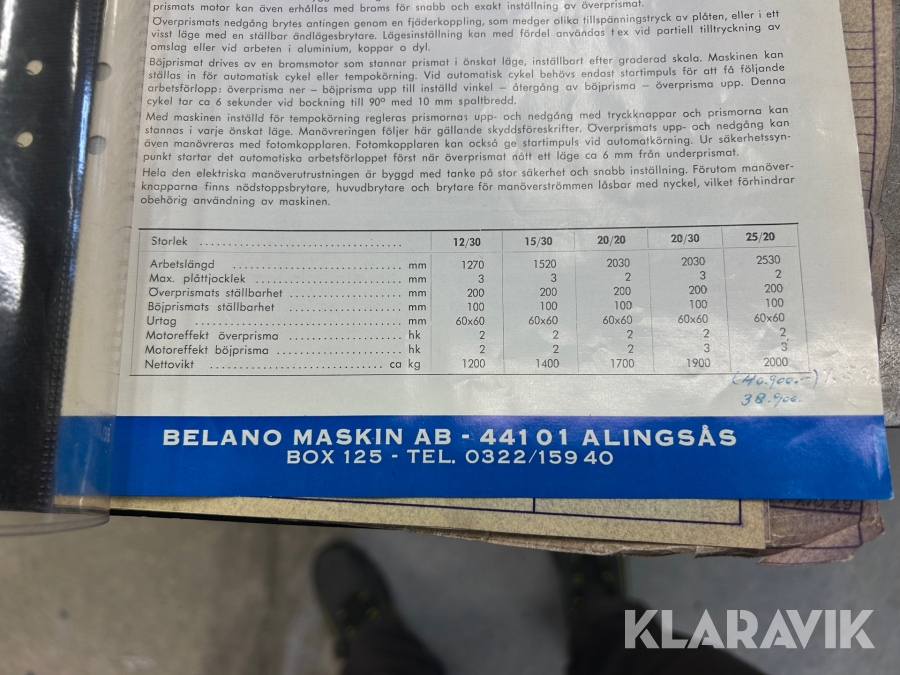 prismats motor kan även erhållas med broms för snabb och exakt inställning av överprismat.
Överprismats nedgång brytes antingen genom en fjäderkoppling, som medger olika tillspänningstryck av plåten, eller i ett
visst läge med en ställbar ändlägesbrytare. Lägesinställning kan med fördel användas t ex vid partiell tilltryckning av
omslag eller vid arbeten i aluminium, koppar o dyl.
Böjprismat drives av en bromsmotor som stannar prismat i önskat läge, inställbart efter graderad skala. Maskinen kan
ställas in för automatisk cykel eller tempokörning. Vid automatisk cykel behövs endast startimpuls för att få följande
arbetsförlopp: överprisma ner – böjprisma upp till inställd vinkel – återgång av böjprisma – överprisma upp. Denna
cykel tar ca 6 sekunder vid bockning till 90° med 10 mm spaltbredd.
Med maskinen inställd för tempokörning regleras prismornas upp- och nedgång med tryckknappar och prismorna kan
stannas i varje önskat läge. Manövreringen följer här gällande skyddsföreskrifter. Överprismats upp- och nedgång kan
även manövreras med fotomkopplaren. Fotomkopplaren kan också ge startimpuls vid automatkörning. Ur säkerhetssyn-
punkt startar det automatiska arbetsförloppet först när överprismat nått ett läge ca 6 mm från underprismat.
Hela den elektriska manöverutrustningen är byggd med tanke på stor säkerhet och snabb inställning. Förutom manöver-
knapparna finns nödstoppsbrytare, huvudbrytare och brytare för manöverströmmen låsbar med nyckel, vilket förhindrar
obehörig användning av maskinen.
Storlek 12/30 15/30 20/20 20/30 25/20
Arbetslängd mm 1270 1520 2030 2030 2530
Max. plåttjocklek mm 3 3 2 3 2
Överprismats ställbarhet mm 200 200 200 200 200
Böjprismats ställbarhet mm 100 100 100 100 100
Urtag mm 60x60 60x60 60x60 60x60 60x60
Motoreffekt överprisma hk 2 2 2 2 2
Motoreffekt böjprisma hk 2 2 2 3 3
Nettovikt ca kg 1200 1400 1700 1900 2000
(40.900.-)
38.900.
BELANO MASKIN AB - 441 01 ALINGSÅS
BOX 125 - TEL. 0322/159 40
KLARAVIK